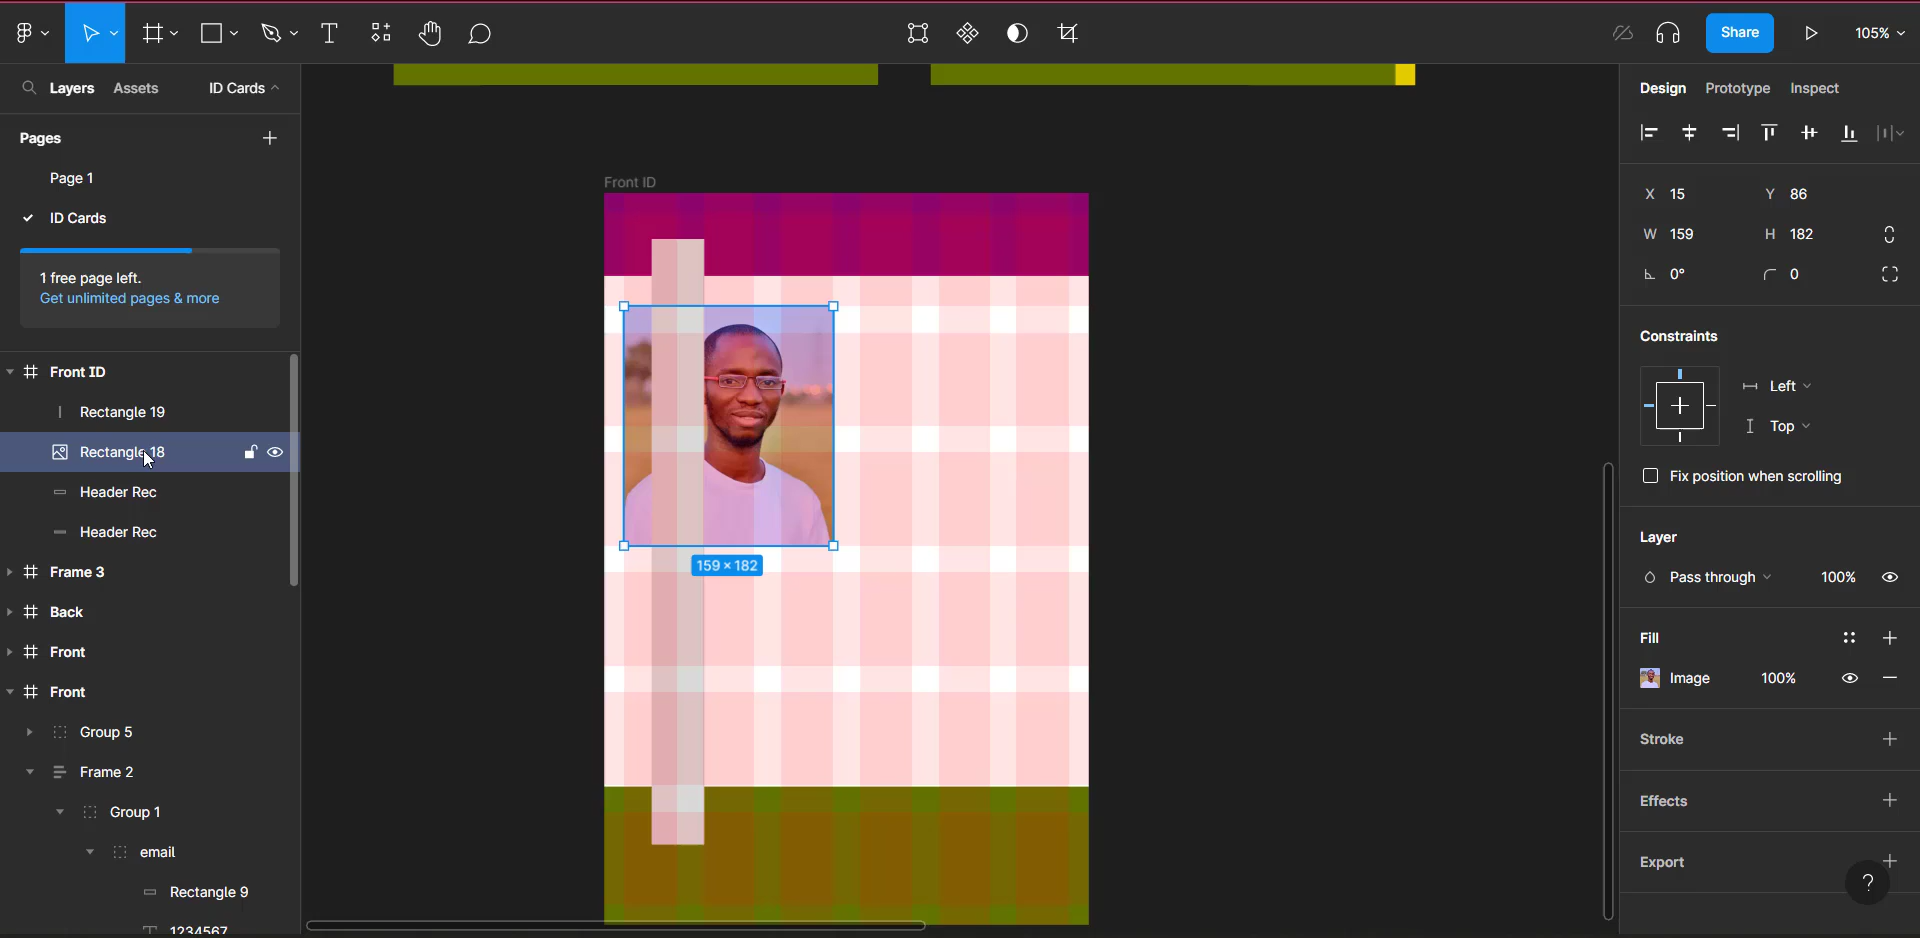 Share
105%
Layers
Assets
ID Cards
Design
Prototype
Inspect
Pages
Page 1
ID Cards
1 free page left.
Get unlimited pages & more
Front ID
Rectangle 19
Rectangle 18
Header Rec
Header Rec
Frame 3
Back
Front
Front
Group 5
Frame 2
Group 1
email
Rectangle 9
1234567
Front ID
159 × 182
X 15
Y 86
W 159
H 182
0°
0
Constraints
Left
Top
Fix position when scrolling
Layer
Pass through
100%
Fill
Image
100%
Stroke
Effects
Export
?